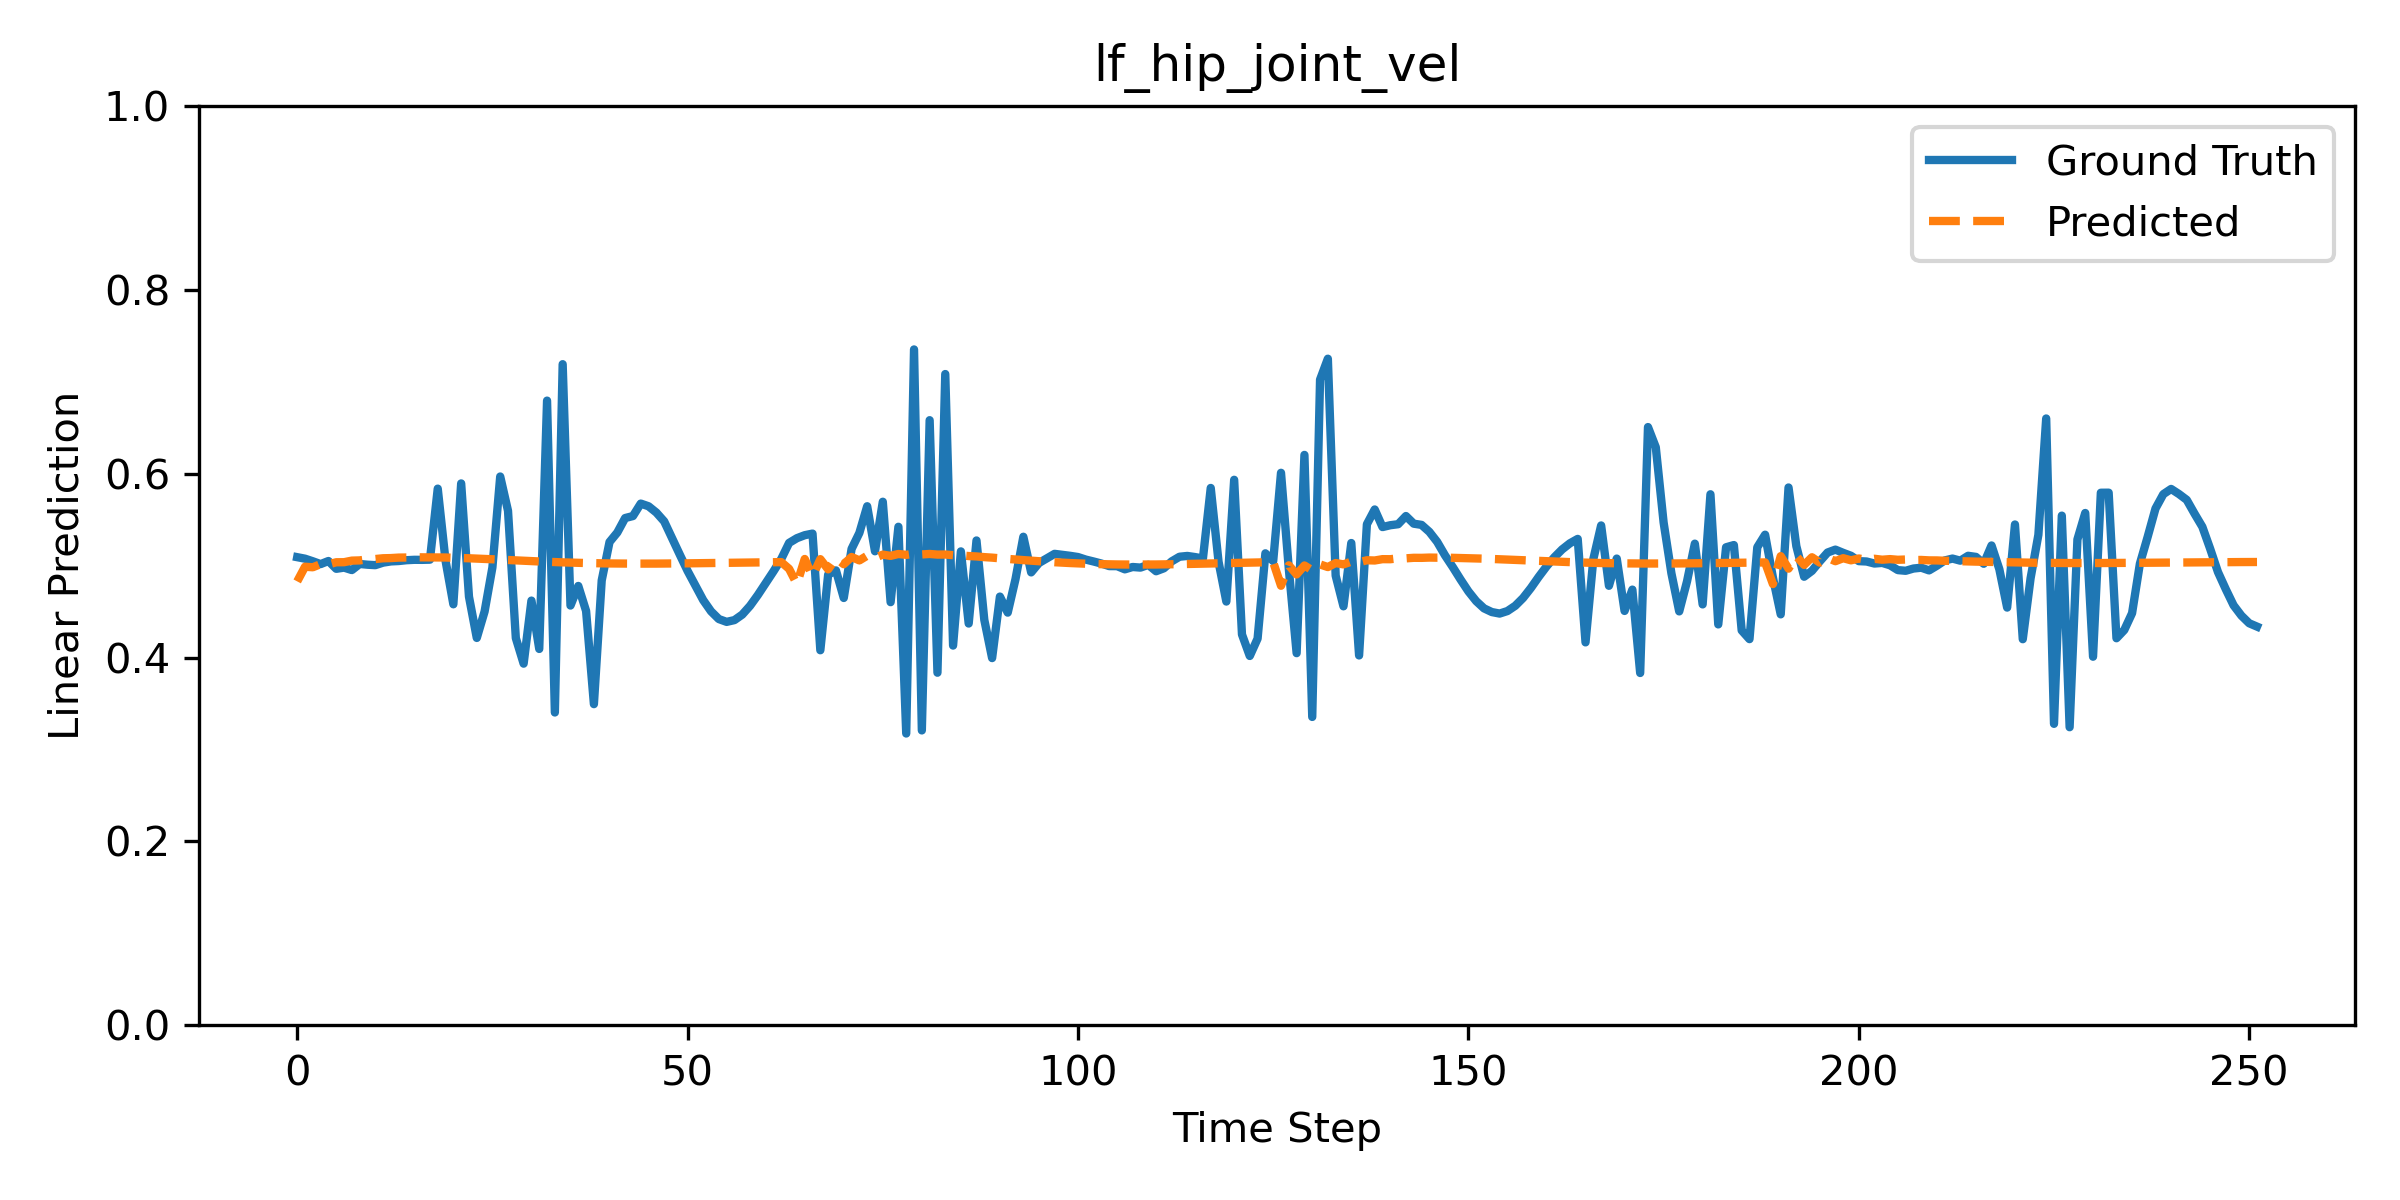 lf_hip_joint_vel
1.0
0.8
0.6
0.4
0.2
0.0
Linear Prediction
Ground Truth
Predicted
0 50 100 150 200 250
Time Step